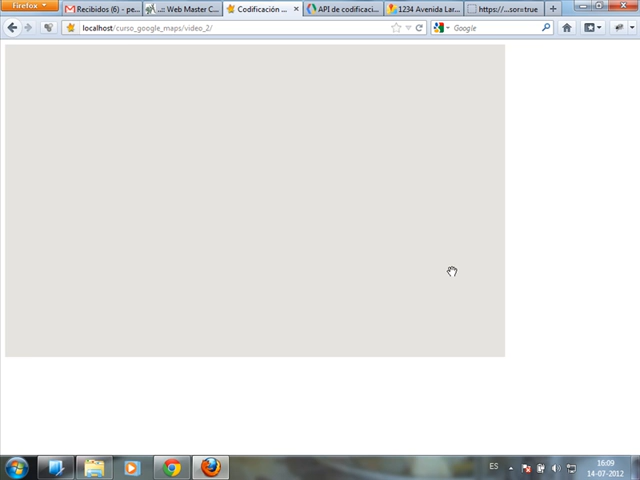 Firefox
Recibidos (6) - pe...
..:: Web Master C...
Codificación ...
API de codificaci...
1234 Avenida Lar...
https://...sor=true
localhost/curso_google_maps/video_2/
Google
ES
16:09
14-07-2012